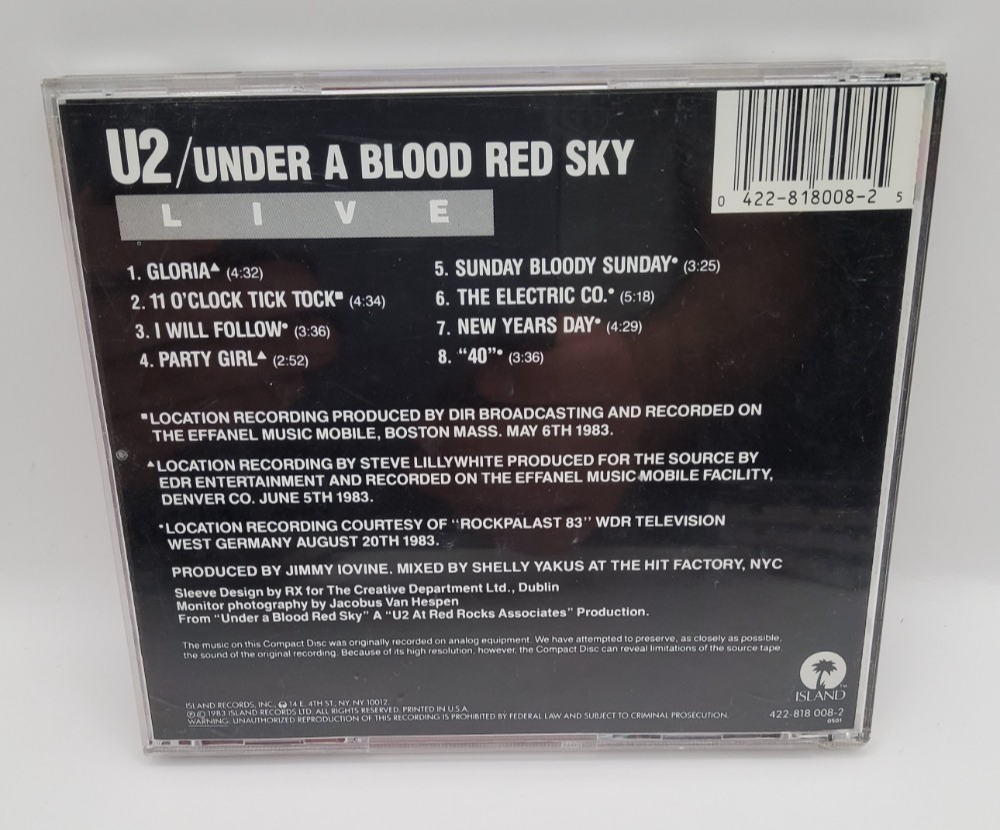 U2/UNDER A BLOOD RED SKY
LIVE
0 422-818008-2 5
1. GLORIA▲ (4:32)
2. 11 O'CLOCK TICK TOCK■ (4:34)
3. I WILL FOLLOW• (3:36)
4. PARTY GIRL▲ (2:52)
5. SUNDAY BLOODY SUNDAY• (3:25)
6. THE ELECTRIC CO.• (5:18)
7. NEW YEARS DAY• (4:29)
8. "40"• (3:36)
■LOCATION RECORDING PRODUCED BY DIR BROADCASTING AND RECORDED ON
THE EFFANEL MUSIC MOBILE, BOSTON MASS. MAY 6TH 1983.
▲LOCATION RECORDING BY STEVE LILLYWHITE PRODUCED FOR THE SOURCE BY
EDR ENTERTAINMENT AND RECORDED ON THE EFFANEL MUSIC MOBILE FACILITY,
DENVER CO. JUNE 5TH 1983.
•LOCATION RECORDING COURTESY OF "ROCKPALAST 83" WDR TELEVISION
WEST GERMANY AUGUST 20TH 1983.
PRODUCED BY JIMMY IOVINE. MIXED BY SHELLY YAKUS AT THE HIT FACTORY, NYC
Sleeve Design by RX for The Creative Department Ltd., Dublin
Monitor photography by Jacobus Van Hespen
From "Under a Blood Red Sky" A "U2 At Red Rocks Associates" Production.
The music on this Compact Disc was originally recorded on analog equipment. We have attempted to preserve, as closely as possible,
the sound of the original recording. Because of its high resolution, however, the Compact Disc can reveal limitations of the source tape.
ISLAND RECORDS, INC., 14 E. 4TH ST., NY, NY 10012
℗ © 1983 ISLAND RECORDS LTD. ALL RIGHTS RESERVED. PRINTED IN U.S.A.
WARNING: UNAUTHORIZED REPRODUCTION OF THIS RECORDING IS PROHIBITED BY FEDERAL LAW AND SUBJECT TO CRIMINAL PROSECUTION.
ISLAND™
422-818 008-2
0501